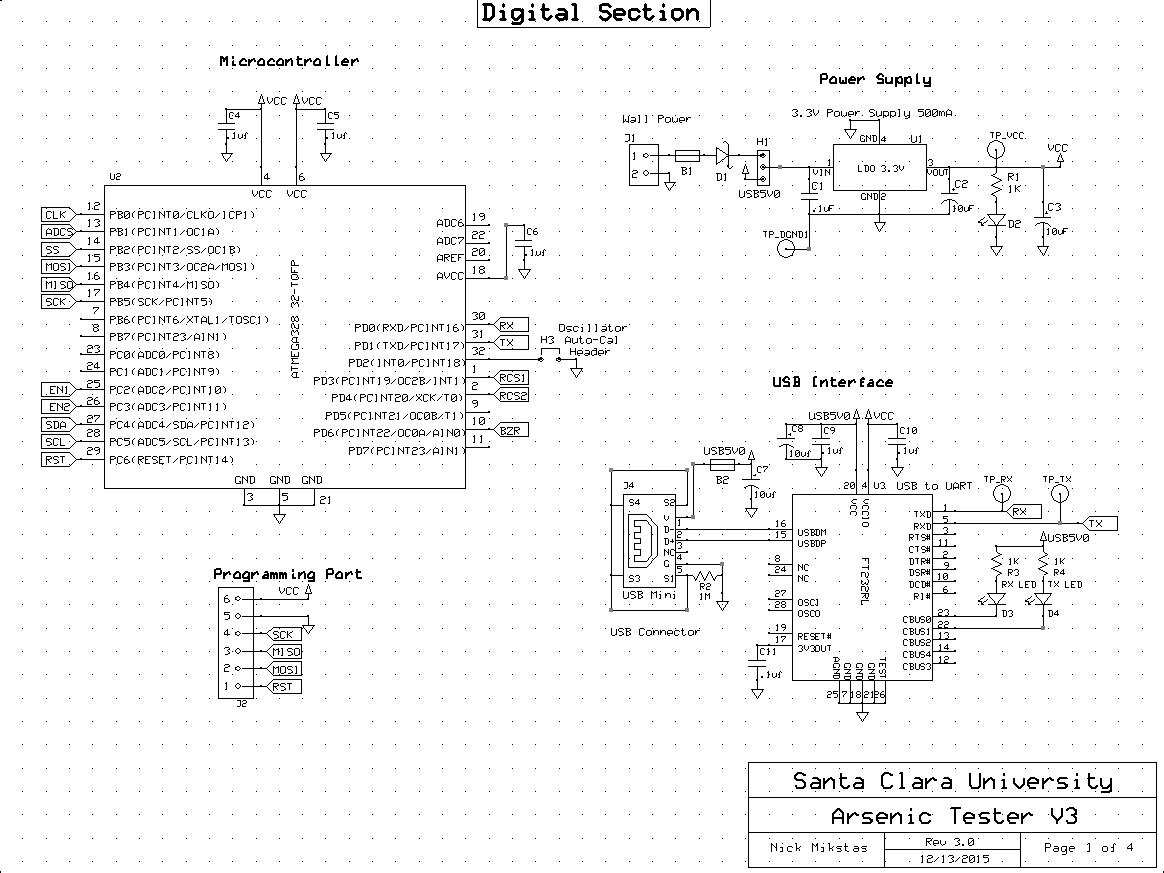 Digital Section
Microcontroller
VCC VCC
C4 C5
.1uf .1uf
U2
4 6
VCC VCC
CLK 12 PB0(PCINT0/CLKO/ICP1)
ADCS 13 PB1(PCINT1/OC1A)
SS 14 PB2(PCINT2/SS/OC1B)
MOSI 15 PB3(PCINT3/OC2A/MOSI)
MISO 16 PB4(PCINT4/MISO)
SCK 17 PB5(SCK/PCINT5)
7 PB6(PCINT6/XTAL1/TOSC1)
8 PB7(PCINT23/AIN1)
23 PC0(ADC0/PCINT8)
24 PC1(ADC1/PCINT9)
EN1 25 PC2(ADC2/PCINT10)
EN2 26 PC3(ADC3/PCINT11)
SDA 27 PC4(ADC4/SDA/PCINT12)
SCL 28 PC5(ADC5/SCL/PCINT13)
RST 29 PC6(RESET/PCINT14)
ATMEGA328 32-TQFP
ADC6 19
ADC7 22
AREF 20
AVCC 18
C6
.1uf
PD0(RXD/PCINT16) 30 RX
PD1(TXD/PCINT17) 31 TX
PD2(INT0/PCINT18) 32
PD3(PCINT19/OC2B/INT1) 1 RCS1
PD4(PCINT20/XCK/T0) 2 RCS2
PD5(PCINT21/OC0B/T1) 9
PD6(PCINT22/OC0A/AIN0) 10 BZR
PD7(PCINT23/AIN1) 11
Oscillator
H3 Auto-Cal
Header
GND GND GND
3 5 21
Programming Port
VCC
6
5
4 SCK
3 MISO
2 MOSI
1 RST
J2
Power Supply
3.3V Power Supply 500mA
Wall Power
J1
1
2
B1
D1
H1
USB5V0
GND 4
U1
1 VIN
LDO 3.3V
3 VOUT
GND 2
C1
.1uF
TP_DGND1
C2
10uF
TP_VCC
R1
1K
D2
VCC
C3
10uF
USB Interface
USB5V0 VCC
C8 C9 C10
10uf .1uf .1uf
USB5V0
B2
C7
10uf
J4
S4 S2
V 1
D- 2
D+ 3
NC 4
G 5
S3 S1
USB Mini
R2
1M
USB Connector
20 4 U3 USB to UART
VCC VCCIO
16 USBDM
15 USBDP
8 NC
24 NC
27 OSCI
28 OSCO
19 RESET#
17 3V3OUT
C11
.1uf
FT232RL
TXD 1 RX
RXD 5 TX
RTS# 3
CTS# 11
DTR# 2
DSR# 9
DCD# 10
RI# 6
CBUS0 23
CBUS1 22
CBUS2 13
CBUS4 14
CBUS3 12
AGND GND GND GND TEST
25 7 18 21 26
TP_RX TP_TX
USB5V0
1K 1K
R3 R4
RX LED TX LED
D3 D4
Santa Clara University
Arsenic Tester V3
Nick Mikstas
Rev 3.0
12/13/2015
Page 1 of 4